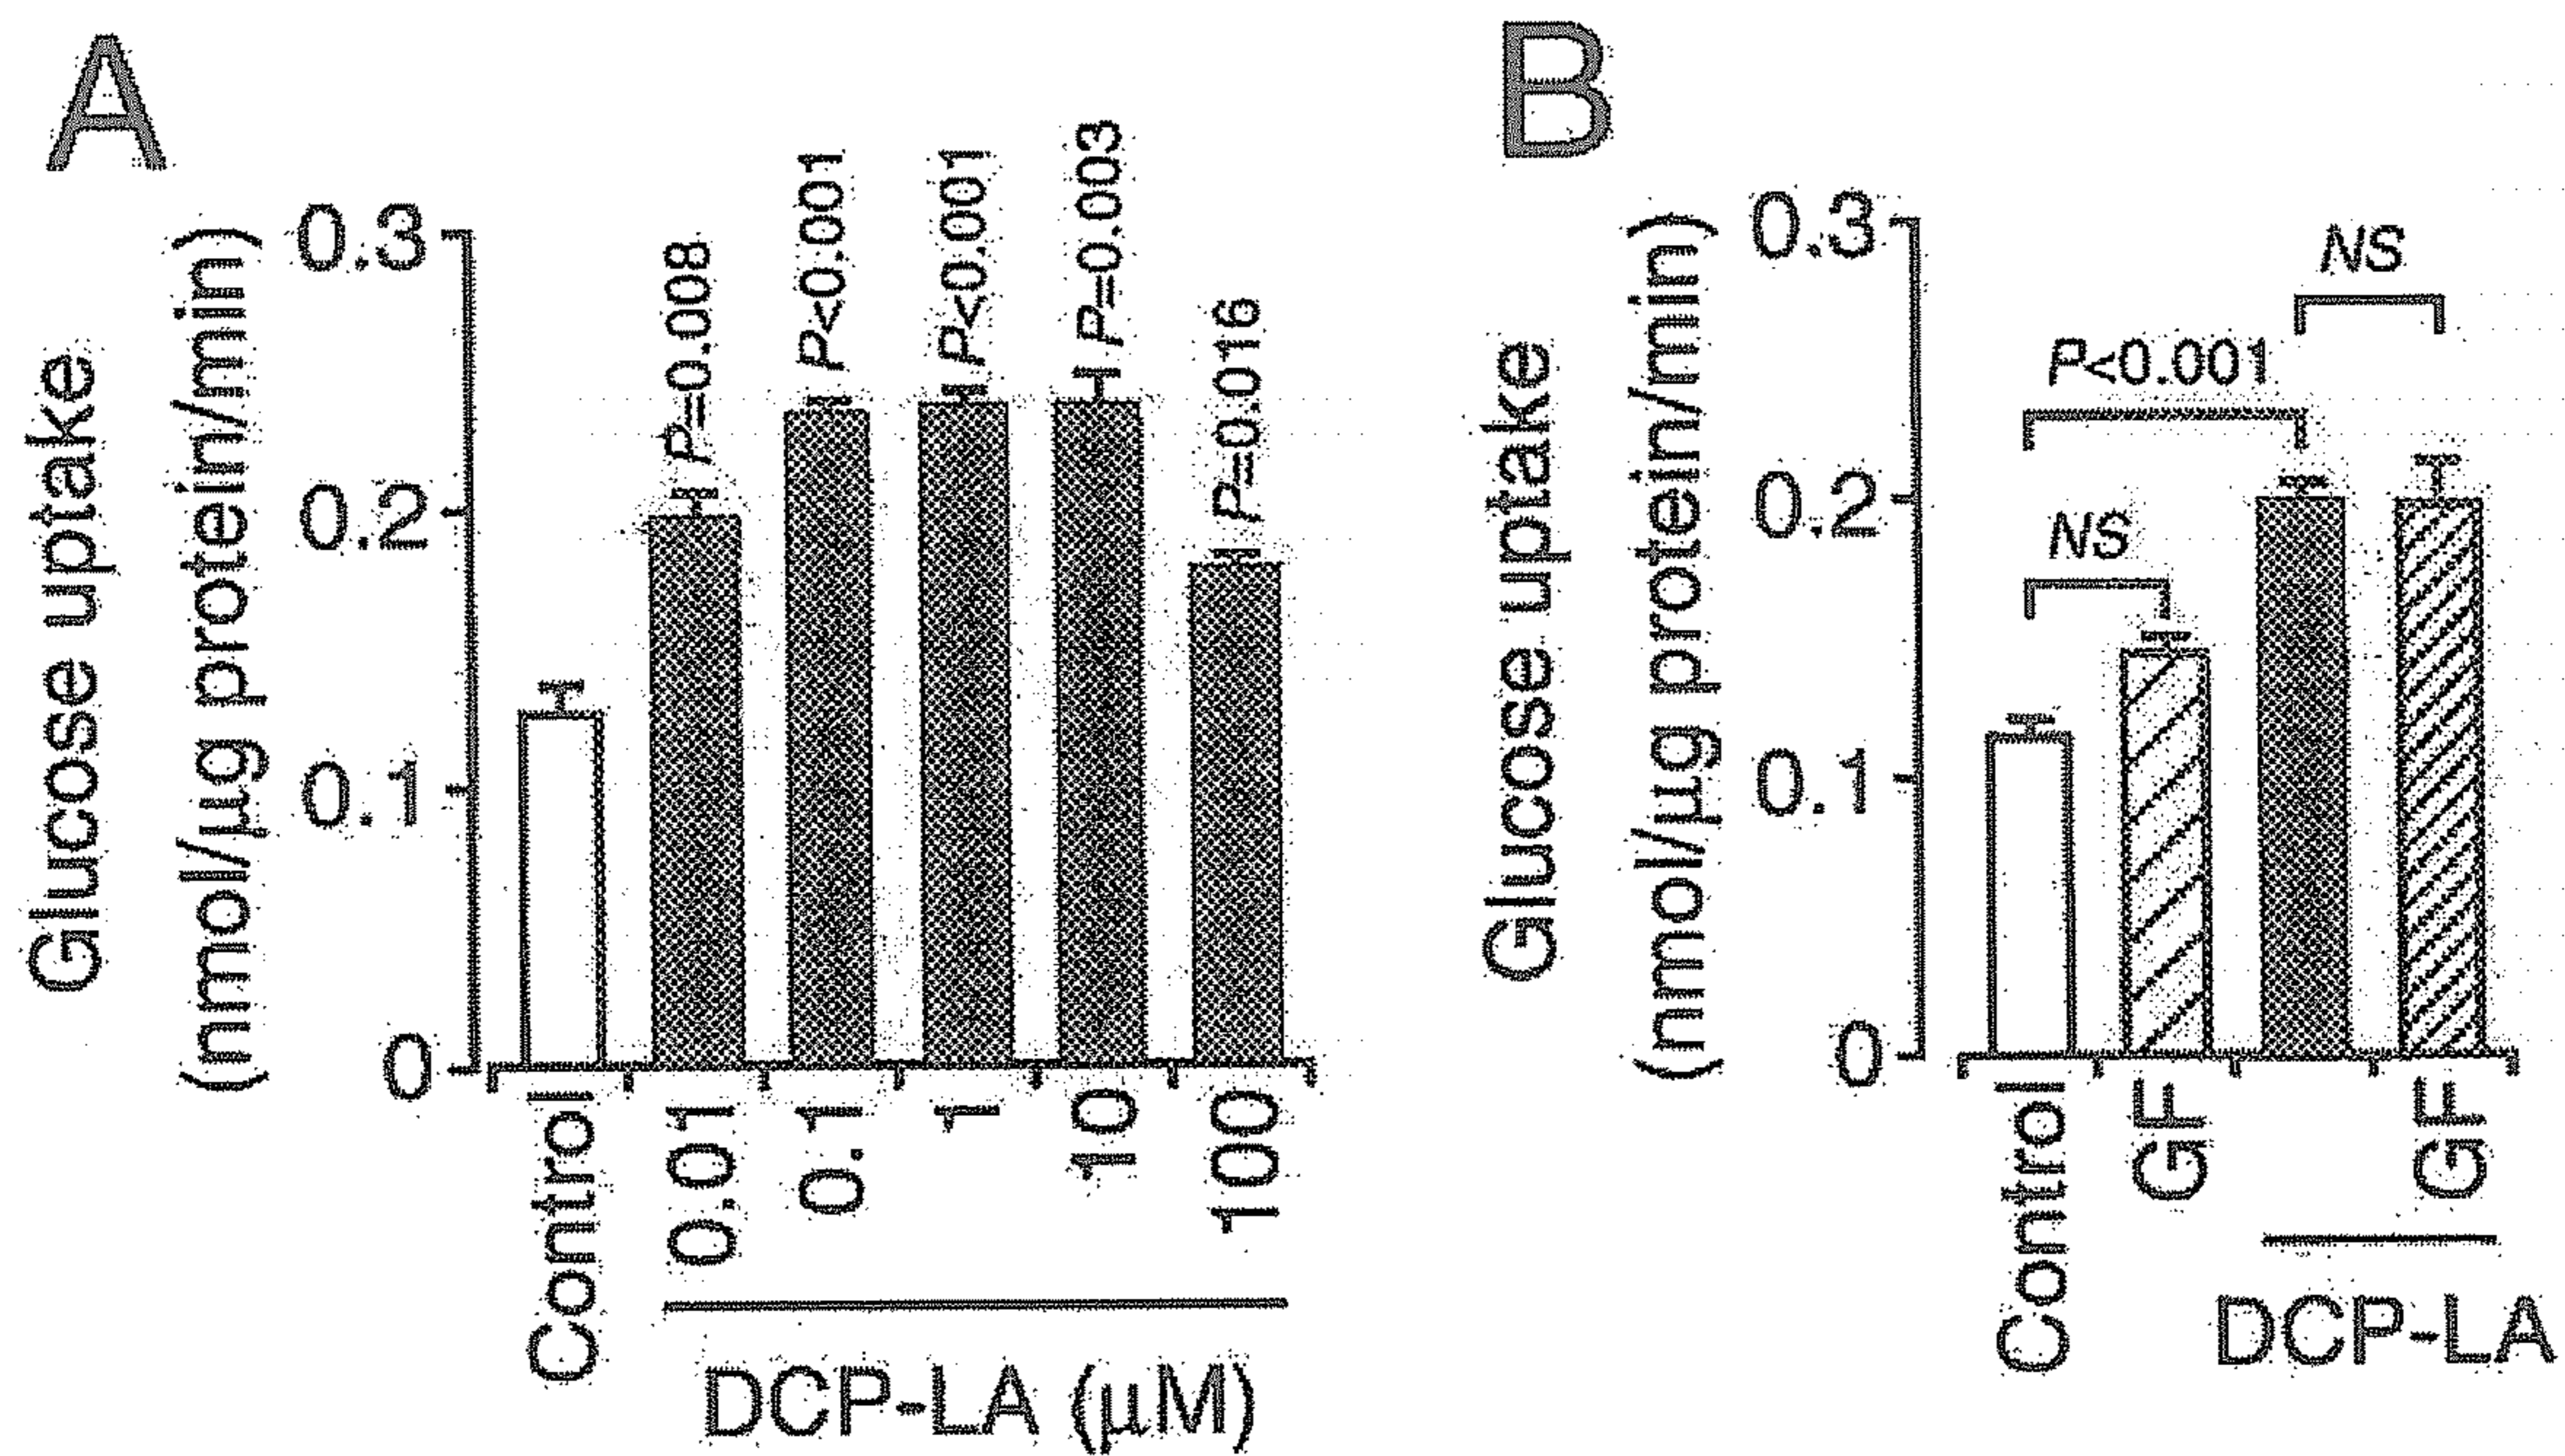 A
Glucose uptake
(nmol/μg protein/min)
0.3
0.2
0.1
0
P=0.008
P<0.001
P<0.001
P=0.003
P=0.016
Control
0.01
0.1
1
10
100
DCP-LA (μM)
B
Glucose uptake
(nmol/μg protein/min)
0.3
0.2
0.1
0
NS
P<0.001
NS
Control
GF
GF
DCP-LA